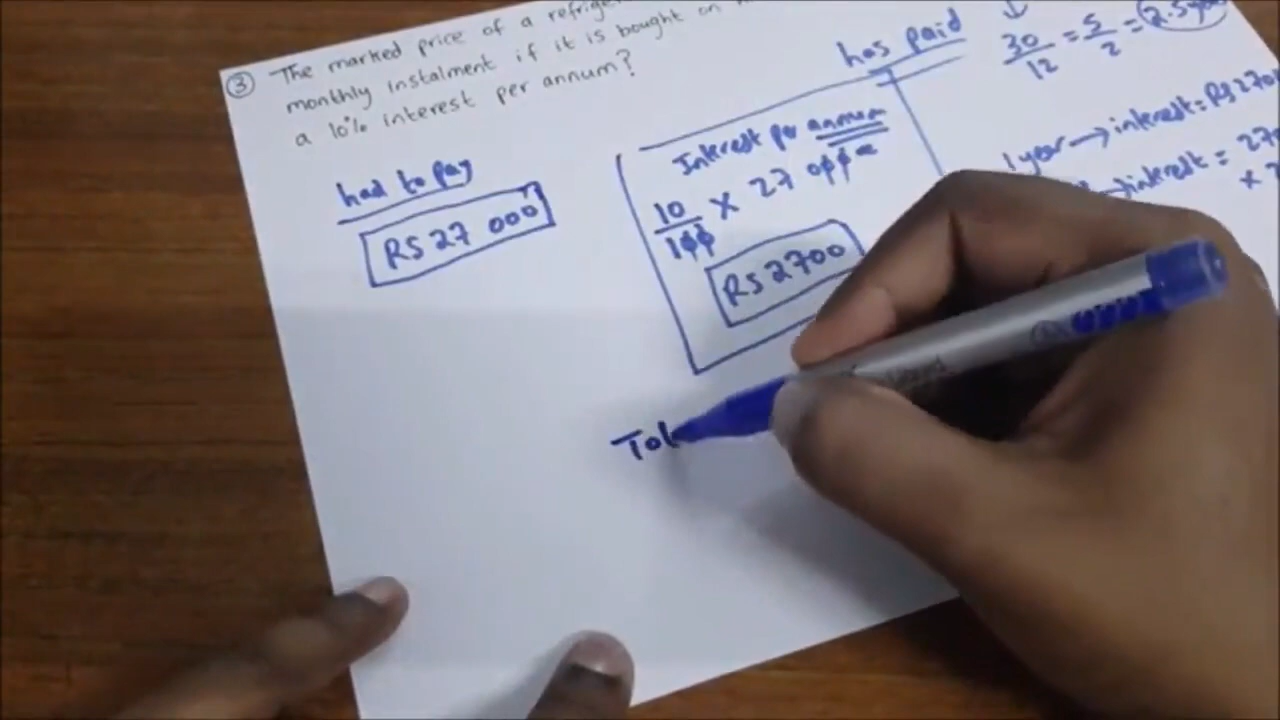 ③ The marked price of a
monthly instalment if it is bought on
a 10% interest per annum?
had to pay
Rs 27 000
has paid
Interest per annum
10/100 × 27 000
Rs 2700
30/12 = 5/2 =
1 year → interest = Rs 270
→ interest = 27
×
Tot